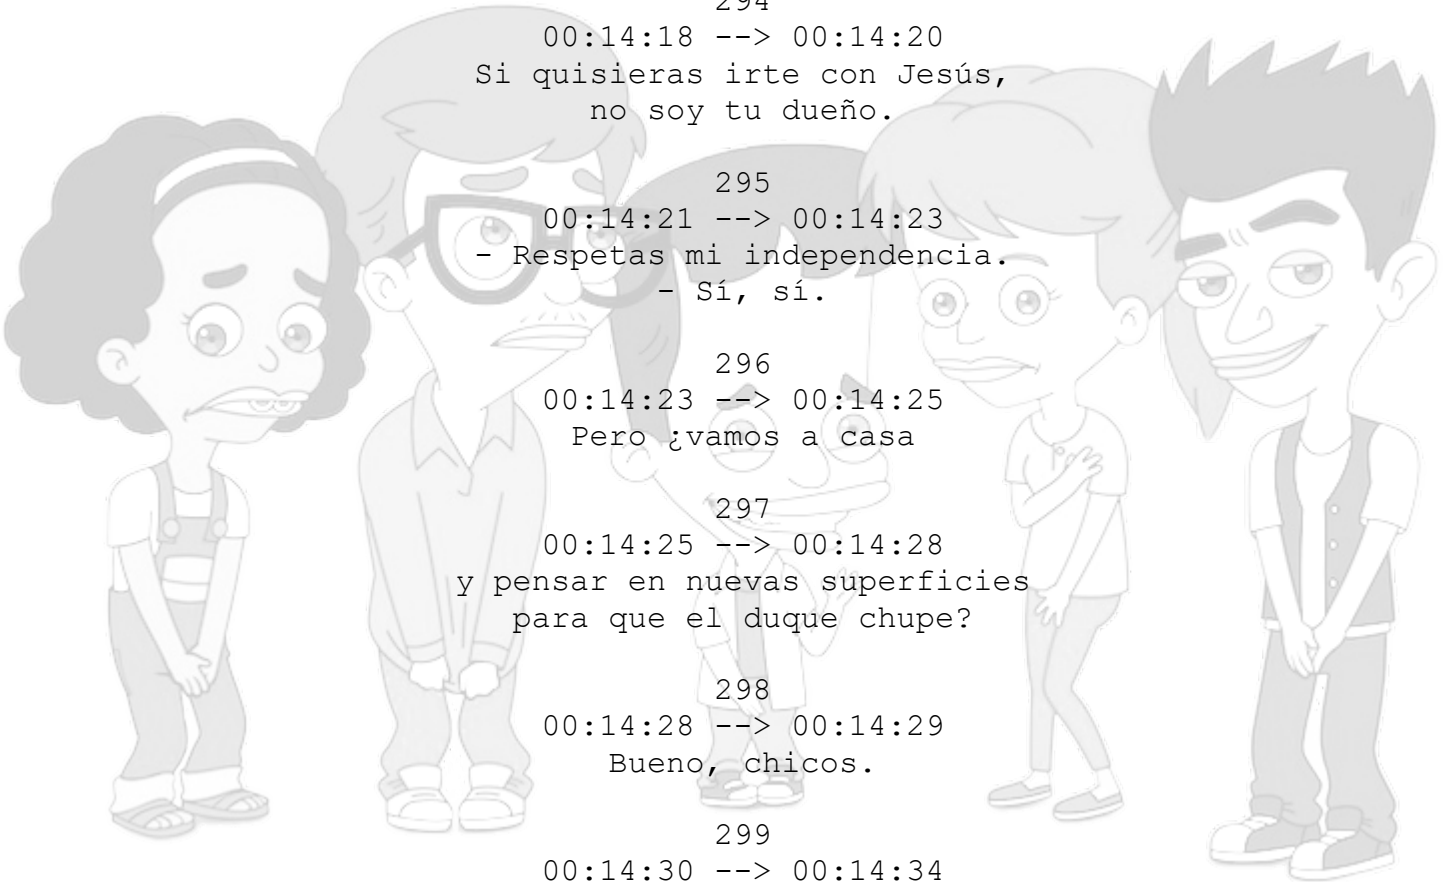 294
00:14:18 --> 00:14:20
Si quisieras irte con Jesús,
no soy tu dueño.
295
00:14:21 --> 00:14:23
- Respetas mi independencia.
- Sí, sí.
296
00:14:23 --> 00:14:25
Pero ¿vamos a casa
297
00:14:25 --> 00:14:28
y pensar en nuevas superficies
para que el duque chupe?
298
00:14:28 --> 00:14:29
Bueno, chicos.
299
00:14:30 --> 00:14:34